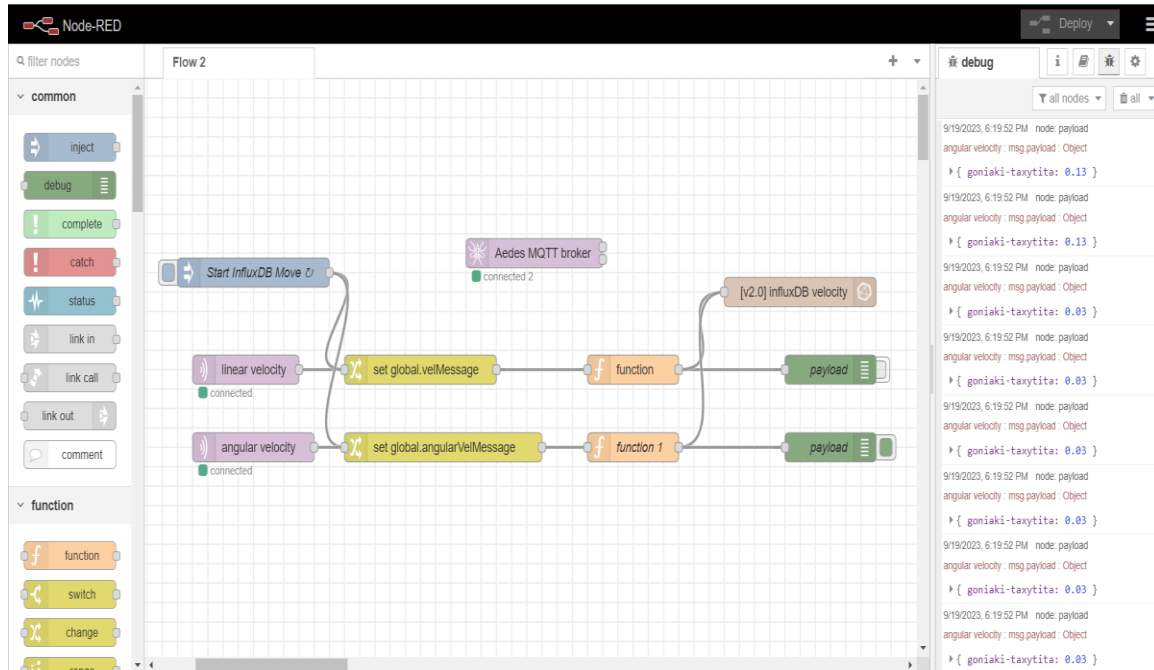 Node-RED
Deploy
filter nodes
Flow 2
debug
i
all nodes
all
common
inject
debug
complete
catch
status
link in
link call
link out
comment
function
function
switch
change
range
Start InfluxDB Move ↻
Aedes MQTT broker
connected 2
[v2.0] influxDB velocity
linear velocity
connected
set global.velMessage
function
payload
angular velocity
connected
set global.angularVelMessage
function 1
payload
9/19/2023, 6:19:52 PM node: payload
angular velocity : msg.payload : Object
{ goniaki-taxytita: 0.13 }
9/19/2023, 6:19:52 PM node: payload
angular velocity : msg.payload : Object
{ goniaki-taxytita: 0.13 }
9/19/2023, 6:19:52 PM node: payload
angular velocity : msg.payload : Object
{ goniaki-taxytita: 0.03 }
9/19/2023, 6:19:52 PM node: payload
angular velocity : msg.payload : Object
{ goniaki-taxytita: 0.03 }
9/19/2023, 6:19:52 PM node: payload
angular velocity : msg.payload : Object
{ goniaki-taxytita: 0.03 }
9/19/2023, 6:19:52 PM node: payload
angular velocity : msg.payload : Object
{ goniaki-taxytita: 0.03 }
9/19/2023, 6:19:52 PM node: payload
angular velocity : msg.payload : Object
{ goniaki-taxytita: 0.03 }
9/19/2023, 6:19:52 PM node: payload
angular velocity : msg.payload : Object
{ goniaki-taxytita: 0.03 }